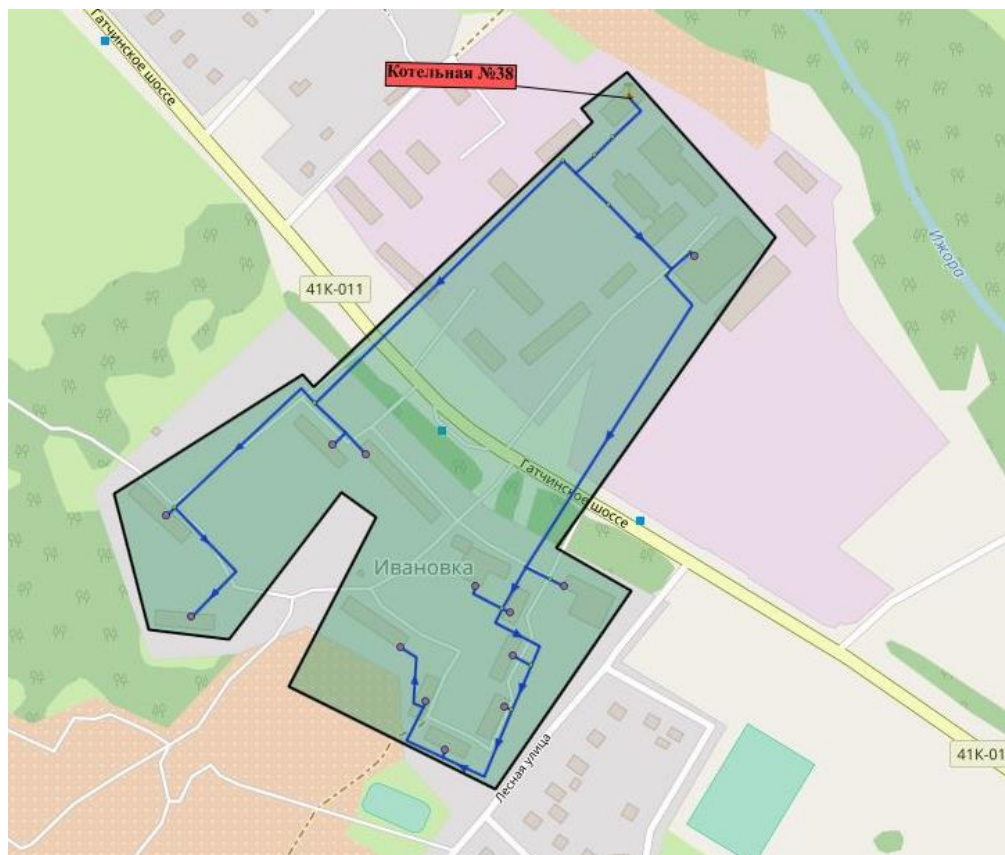 Гатчинское шоссе
Котельная №38
Ижора
41К-011
Гатчинское шоссе
Ивановка
Лесная улица
41К-01